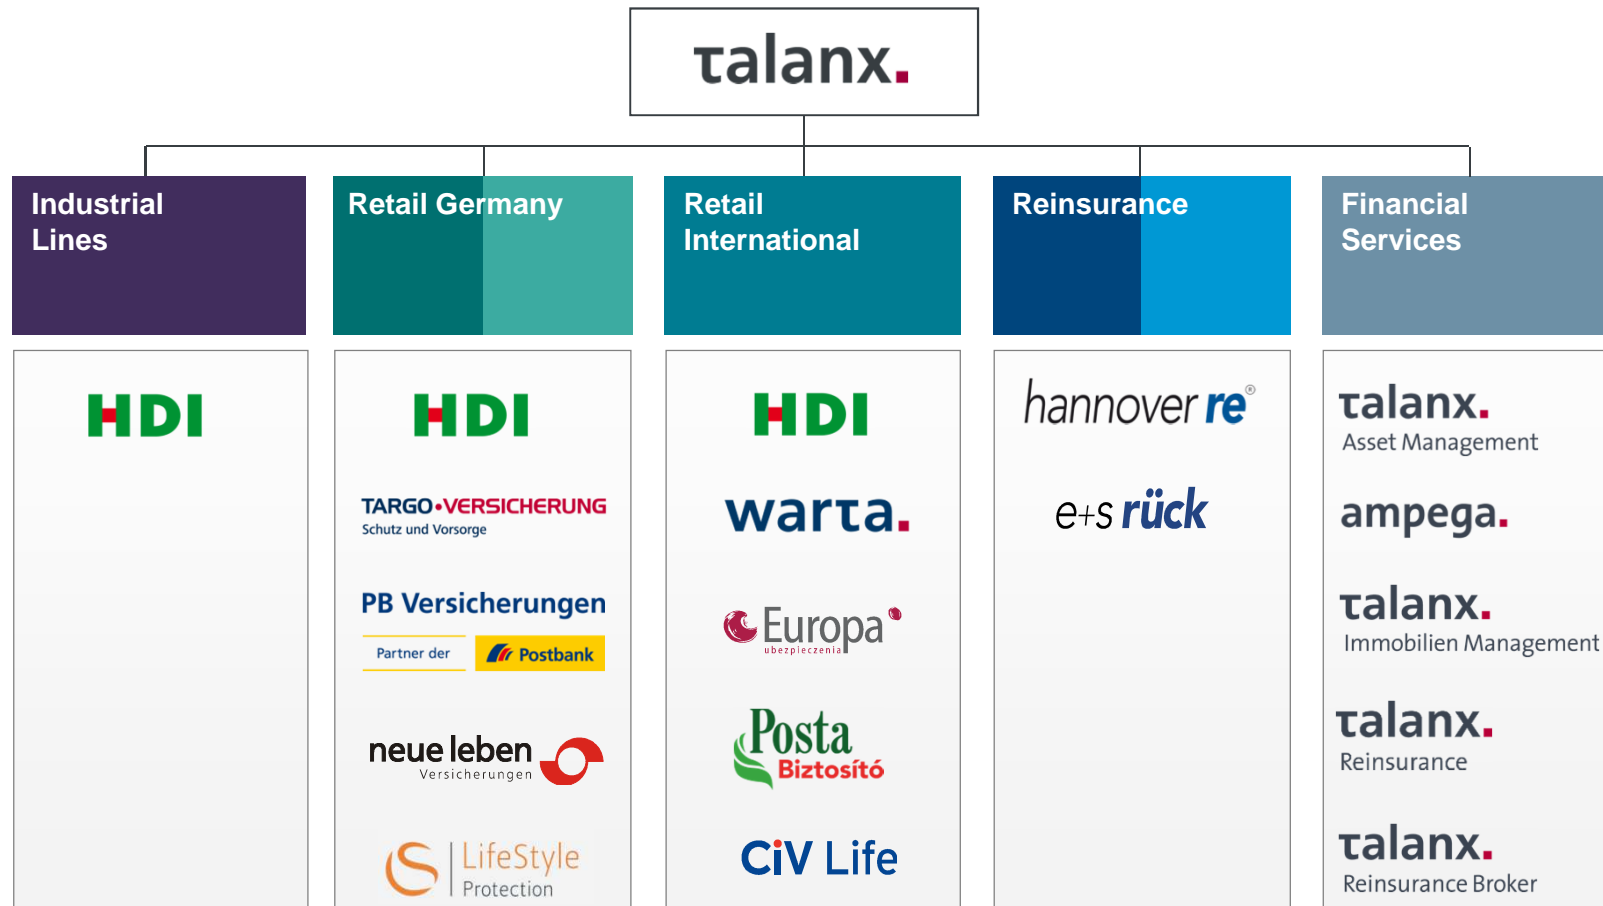 talanx.
Industrial
Lines
Retail Germany
Retail
International
Reinsurance
Financial
Services
HDI
HDI
TARGO•VERSICHERUNG
Schutz und Vorsorge
PB Versicherungen
Partner der
Postbank
neue leben
Versicherungen
LifeStyle
Protection
HDI
warta.
Europa
ubezpieczenia
Posta
Biztosító
CiV Life
hannover re®
e+s rück
talanx.
Asset Management
ampega.
talanx.
Immobilien Management
talanx.
Reinsurance
talanx.
Reinsurance Broker